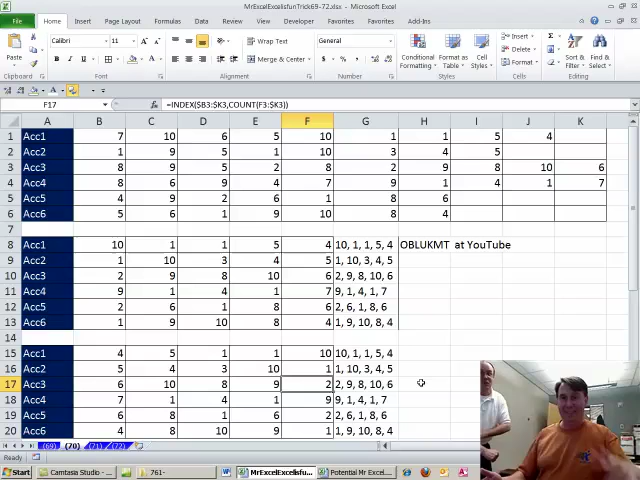 MrExcelExcelisfunTrick69-72.xlsx - Microsoft Excel
File Home Insert Page Layout Formulas Data Review View Developer Favorites Add-Ins
Paste Calibri 11 Wrap Text General Conditional Formatting Format as Table Cell Styles Insert Delete Format Sort & Filter Find & Select
Merge & Center
Clipboard Font Alignment Number Styles Cells Editing
F17 =INDEX($B3:$K3,COUNT(F3:$K3))
A B C D E F G H I J K
1 Acc1 7 10 6 5 10 1 1 5 4
2 Acc2 1 9 5 1 10 3 4 5
3 Acc3 8 9 5 2 8 2 9 8 10 6
4 Acc4 8 6 9 4 7 9 1 4 1 7
5 Acc5 4 9 2 6 1 8 6
6 Acc6 5 6 1 9 10 8 4
7
8 Acc1 10 1 1 5 4 10, 1, 1, 5, 4 OBLUKMT at YouTube
9 Acc2 1 10 3 4 5 1, 10, 3, 4, 5
10 Acc3 2 9 8 10 6 2, 9, 8, 10, 6
11 Acc4 9 1 4 1 7 9, 1, 4, 1, 7
12 Acc5 2 6 1 8 6 2, 6, 1, 8, 6
13 Acc6 1 9 10 8 4 1, 9, 10, 8, 4
14
15 Acc1 4 5 1 1 10 10, 1, 1, 5, 4
16 Acc2 5 4 3 10 1 1, 10, 3, 4, 5
17 Acc3 6 10 8 9 2 2, 9, 8, 10, 6
18 Acc4 7 1 4 1 9 9, 1, 4, 1, 7
19 Acc5 6 8 1 6 2 2, 6, 1, 8, 6
20 Acc6 4 8 10 9 1 1, 9, 10, 8, 4
(69) (70) (71) (72)
Start Camtasia Studio - ... 761- MrExcelExcelisfunTr... Potential Mr Excel...